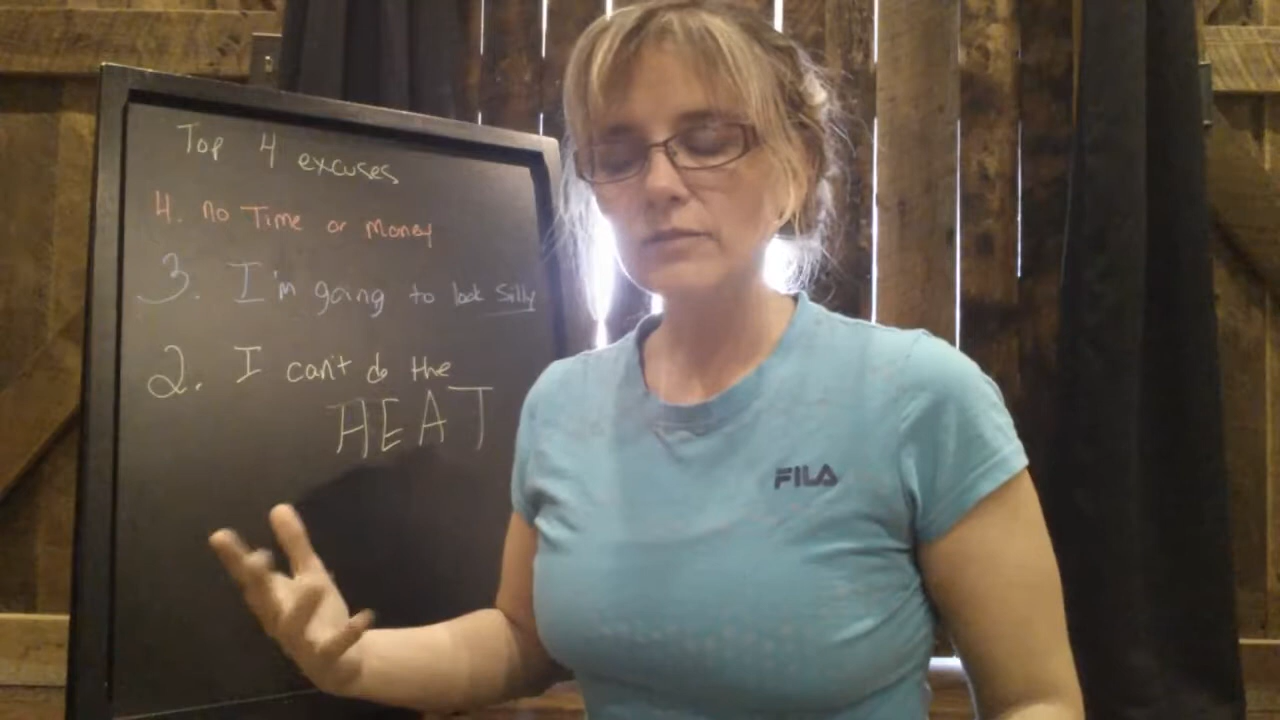 Top 4 excuses
4. no Time or Money
3. I'm going to look Silly
2. I can't do the
HEAT
FILA